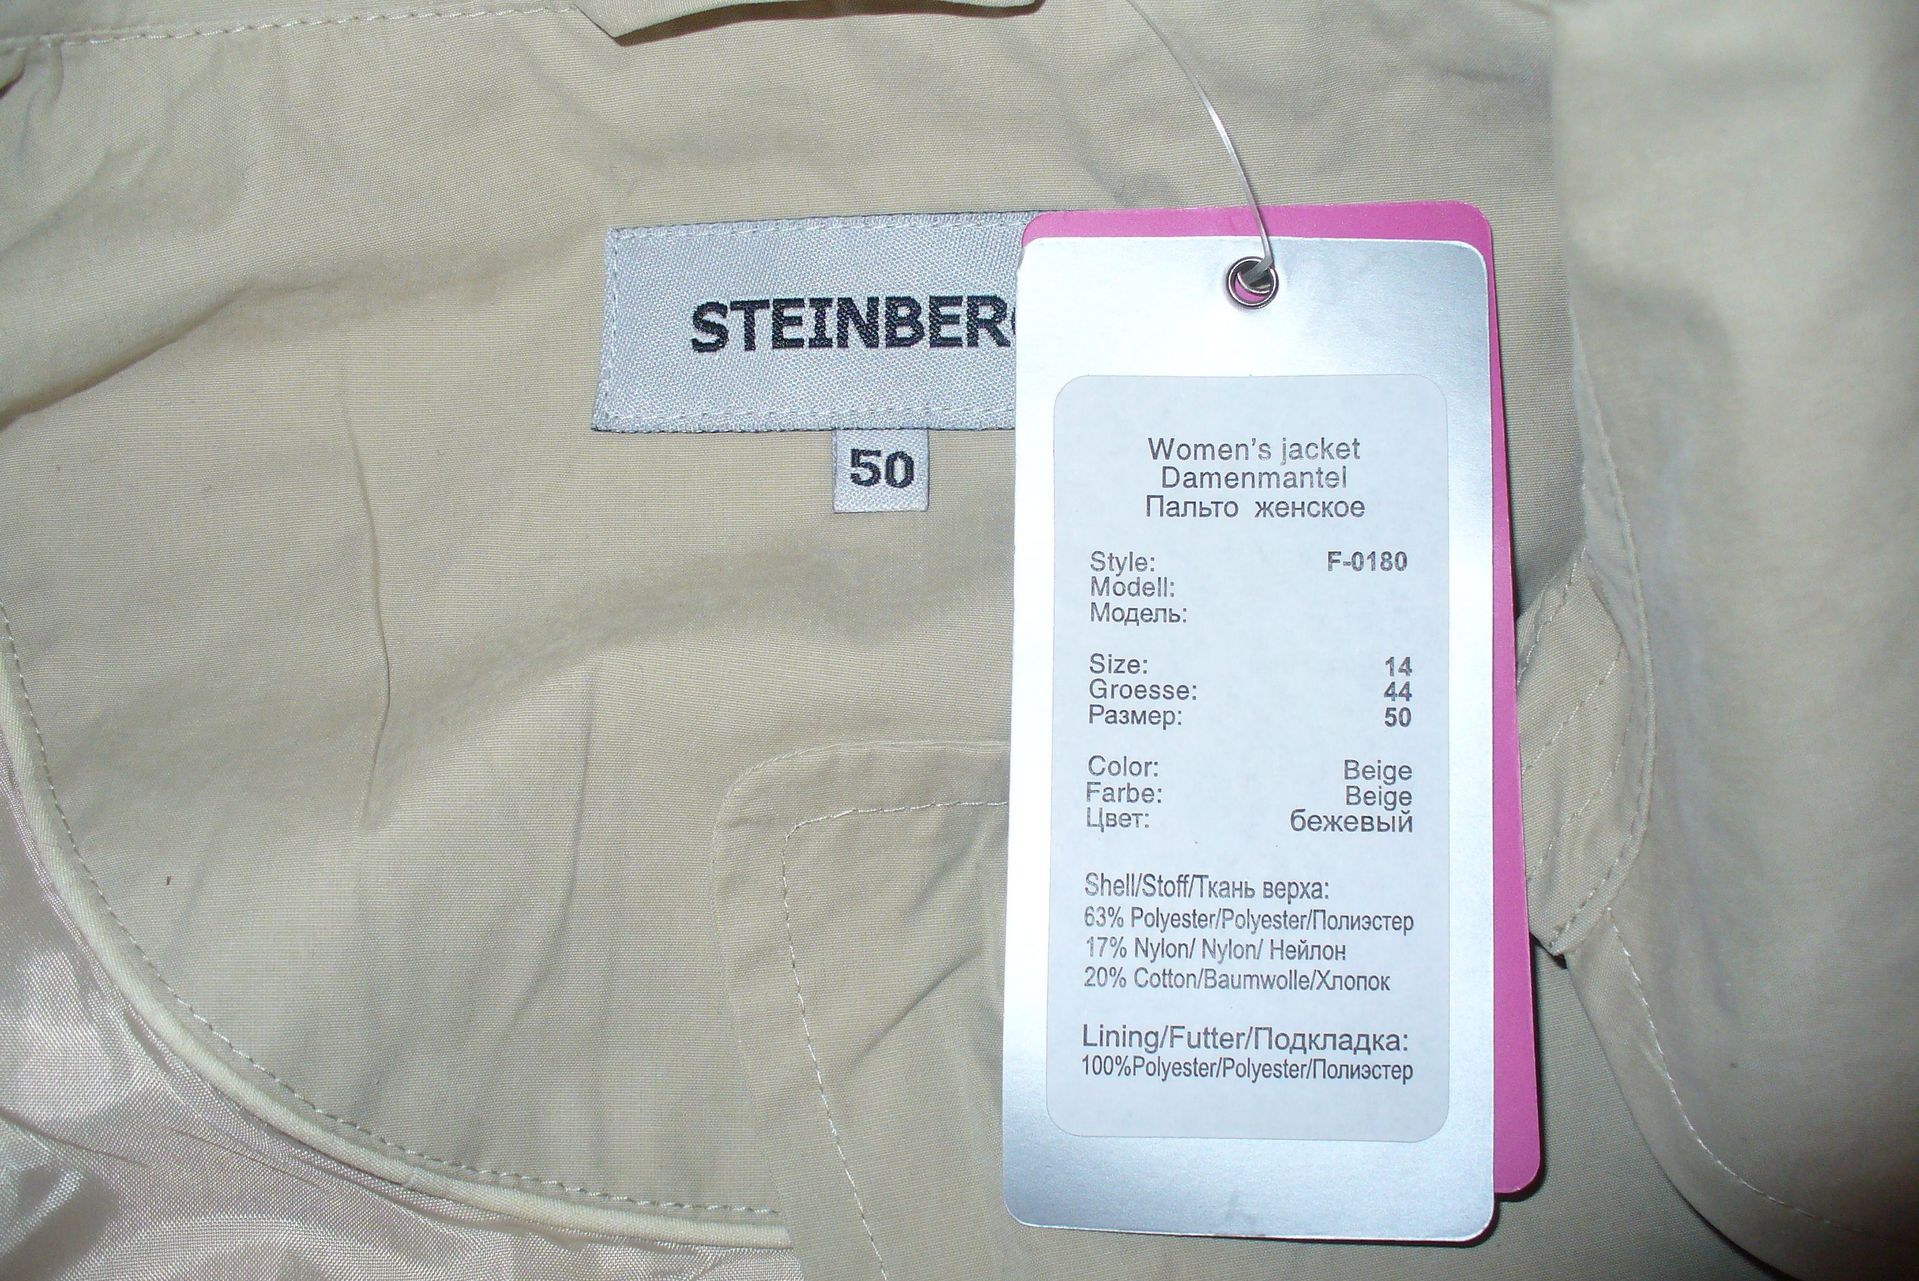 STEINBERG
50
Women's jacket
Damenmantel
Пальто женское
Style: F-0180
Modell:
Модель:
Size: 14
Groesse: 44
Размер: 50
Color: Beige
Farbe: Beige
Цвет: бежевый
Shell/Stoff/Ткань верха:
63% Polyester/Polyester/Полиэстер
17% Nylon/ Nylon/ Нейлон
20% Cotton/Baumwolle/Хлопок
Lining/Futter/Подкладка:
100%Polyester/Polyester/Полиэстер